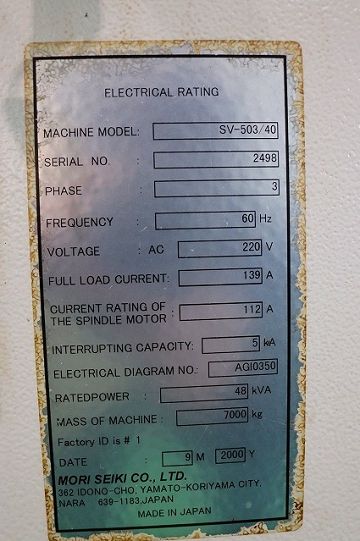 ELECTRICAL RATING
MACHINE MODEL: SV-503/40
SERIAL NO. : 2498
PHASE : 3
FREQUENCY : 60 Hz
VOLTAGE : AC 220 V
FULL LOAD CURRENT: 139 A
CURRENT RATING OF
THE SPINDLE MOTOR : 112 A
INTERRUPTING CAPACITY: 5 kA
ELECTRICAL DIAGRAM NO.: AGI0350
RATEDPOWER : 48 kVA
MASS OF MACHINE : 7000 kg
Factory ID is # 1
DATE : 9 M 2000 Y
MORI SEIKI CO., LTD.
362 IDONO-CHO, YAMATO-KORIYAMA CITY,
NARA 639-1183,JAPAN
MADE IN JAPAN